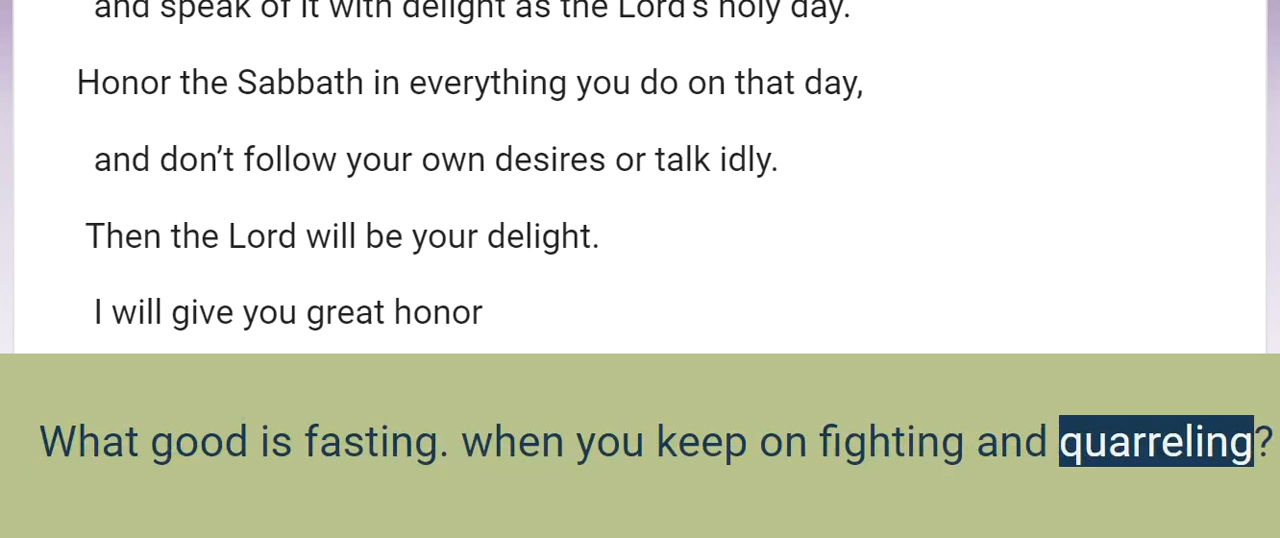 and speak of it with delight as the Lord's holy day.
Honor the Sabbath in everything you do on that day,
and don’t follow your own desires or talk idly.
Then the Lord will be your delight.
I will give you great honor
What good is fasting. when you keep on fighting and quarreling?